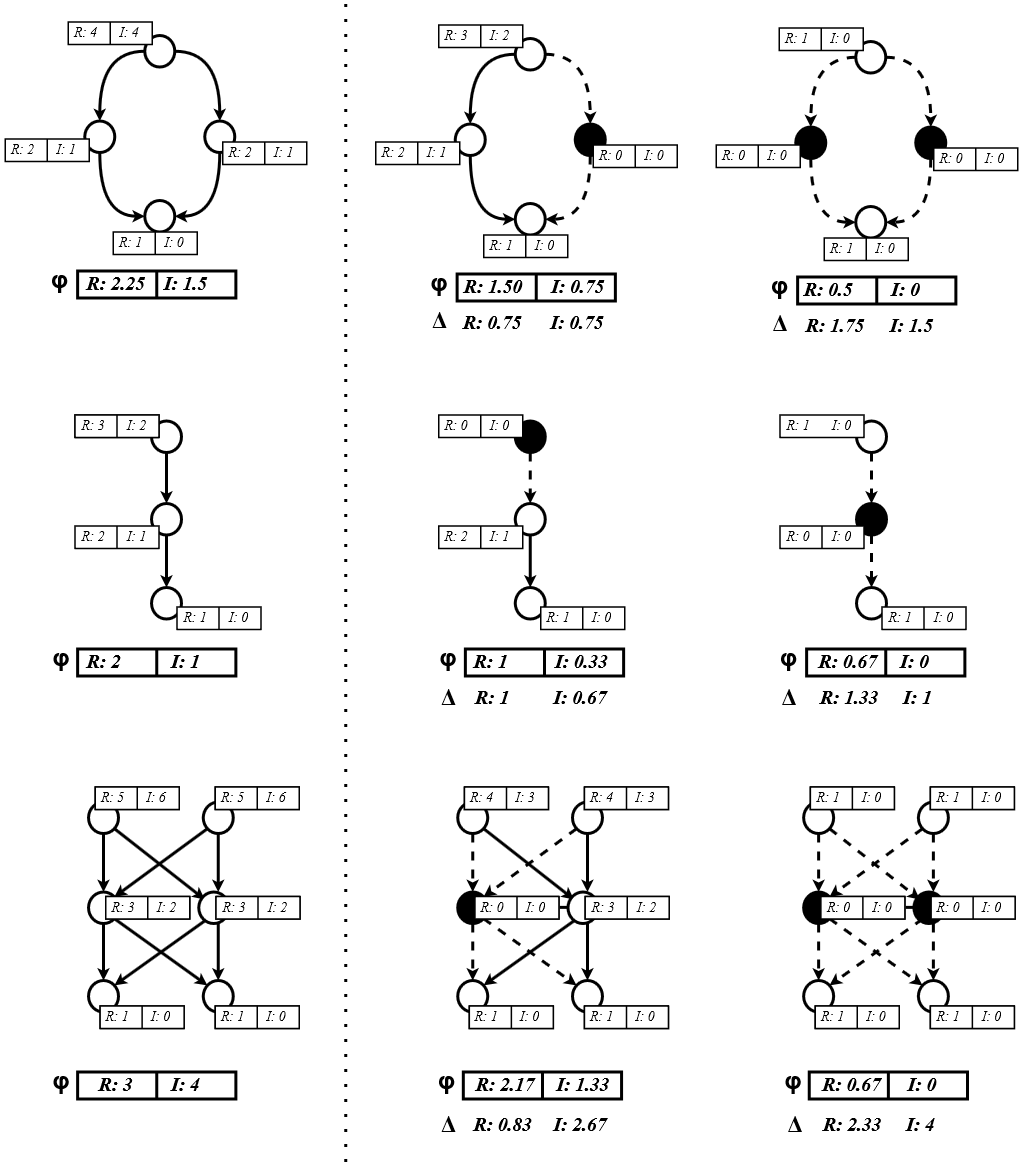 R: 4 I: 4
R: 2 I: 1
R: 2 I: 1
R: 1 I: 0
φ R: 2.25 I: 1.5
R: 3 I: 2
R: 2 I: 1
R: 0 I: 0
R: 1 I: 0
φ R: 1.50 I: 0.75
Δ R: 0.75 I: 0.75
R: 1 I: 0
R: 0 I: 0
R: 0 I: 0
R: 1 I: 0
φ R: 0.5 I: 0
Δ R: 1.75 I: 1.5
R: 3 I: 2
R: 2 I: 1
R: 1 I: 0
φ R: 2 I: 1
R: 0 I: 0
R: 2 I: 1
R: 1 I: 0
φ R: 1 I: 0.33
Δ R: 1 I: 0.67
R: 1 I: 0
R: 0 I: 0
R: 1 I: 0
φ R: 0.67 I: 0
Δ R: 1.33 I: 1
R: 5 I: 6
R: 5 I: 6
R: 3 I: 2
R: 3 I: 2
R: 1 I: 0
R: 1 I: 0
φ R: 3 I: 4
R: 4 I: 3
R: 4 I: 3
R: 0 I: 0
R: 3 I: 2
R: 1 I: 0
R: 1 I: 0
φ R: 2.17 I: 1.33
Δ R: 0.83 I: 2.67
R: 1 I: 0
R: 1 I: 0
R: 0 I: 0
R: 0 I: 0
R: 1 I: 0
R: 1 I: 0
φ R: 0.67 I: 0
Δ R: 2.33 I: 4